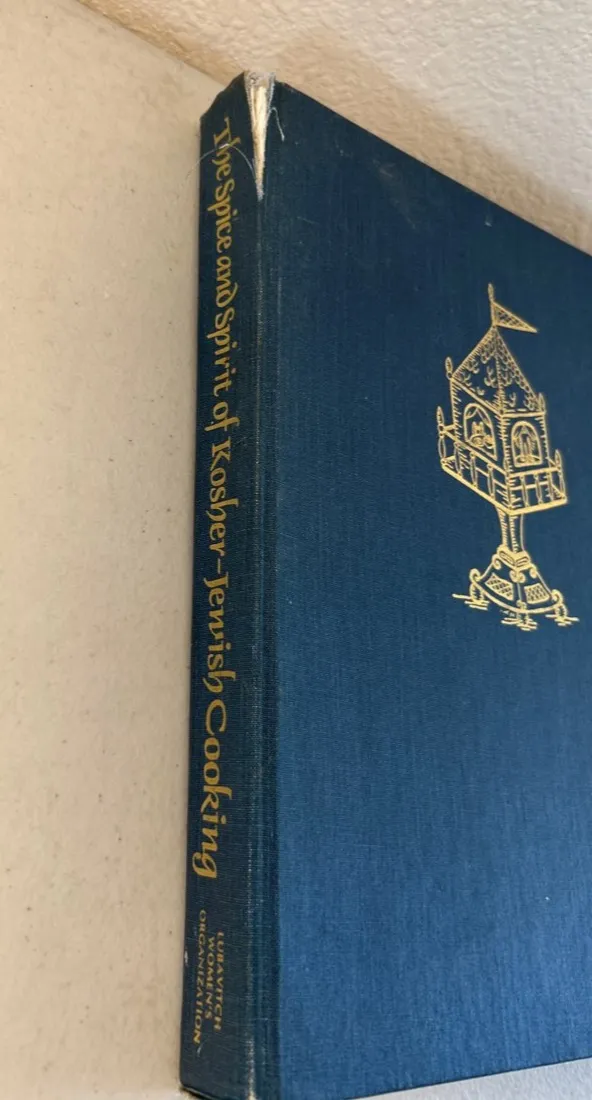 The Spice and Spirit of Kosher-Jewish Cooking
LUBAVITCH
WOMEN'S
ORGANIZATION